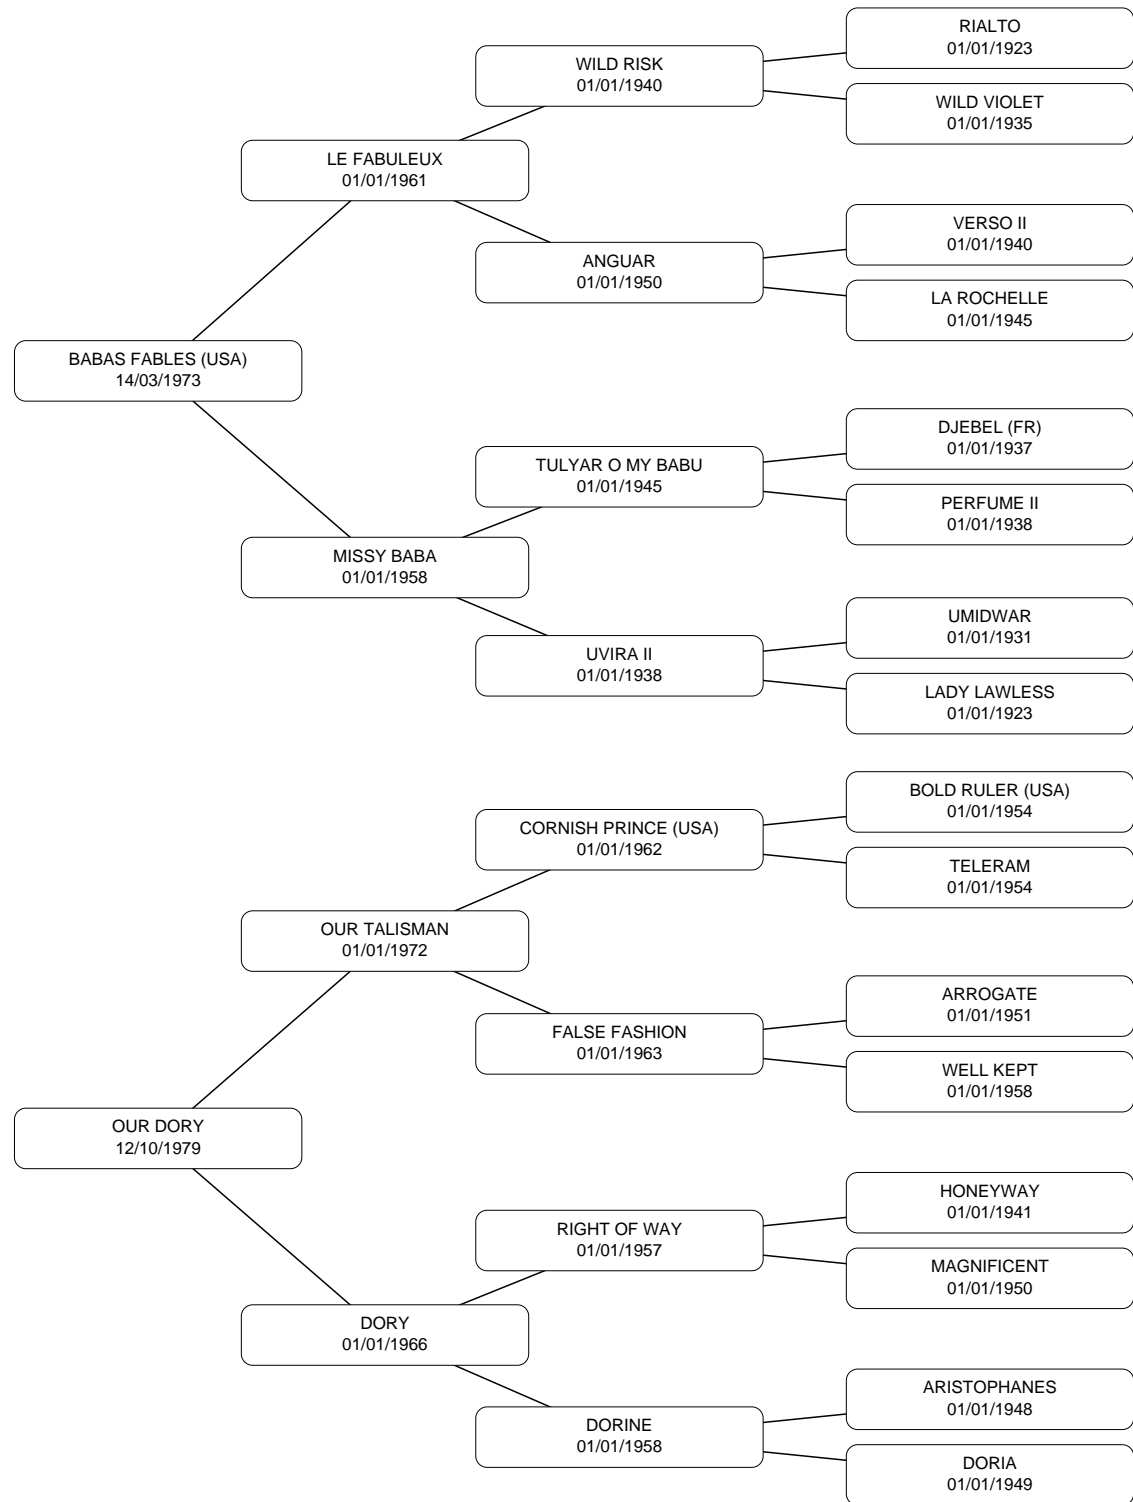 RIALTO
01/01/1923
WILD RISK
01/01/1940
WILD VIOLET
01/01/1935
LE FABULEUX
01/01/1961
VERSO II
01/01/1940
ANGUAR
01/01/1950
LA ROCHELLE
01/01/1945
BABAS FABLES (USA)
14/03/1973
DJEBEL (FR)
01/01/1937
TULYAR O MY BABU
01/01/1945
PERFUME II
01/01/1938
MISSY BABA
01/01/1958
UMIDWAR
01/01/1931
UVIRA II
01/01/1938
LADY LAWLESS
01/01/1923
BOLD RULER (USA)
01/01/1954
CORNISH PRINCE (USA)
01/01/1962
TELERAM
01/01/1954
OUR TALISMAN
01/01/1972
ARROGATE
01/01/1951
FALSE FASHION
01/01/1963
WELL KEPT
01/01/1958
OUR DORY
12/10/1979
HONEYWAY
01/01/1941
RIGHT OF WAY
01/01/1957
MAGNIFICENT
01/01/1950
DORY
01/01/1966
ARISTOPHANES
01/01/1948
DORINE
01/01/1958
DORIA
01/01/1949